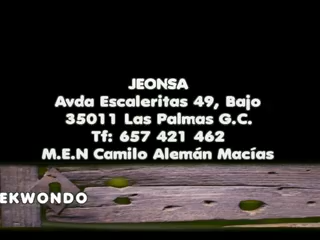 JEONSA
Avda Escaleritas 49, Bajo
35011 Las Palmas G.C.
Tf: 657 421 462
M.E.N Camilo Alemán Macías
EKWONDO